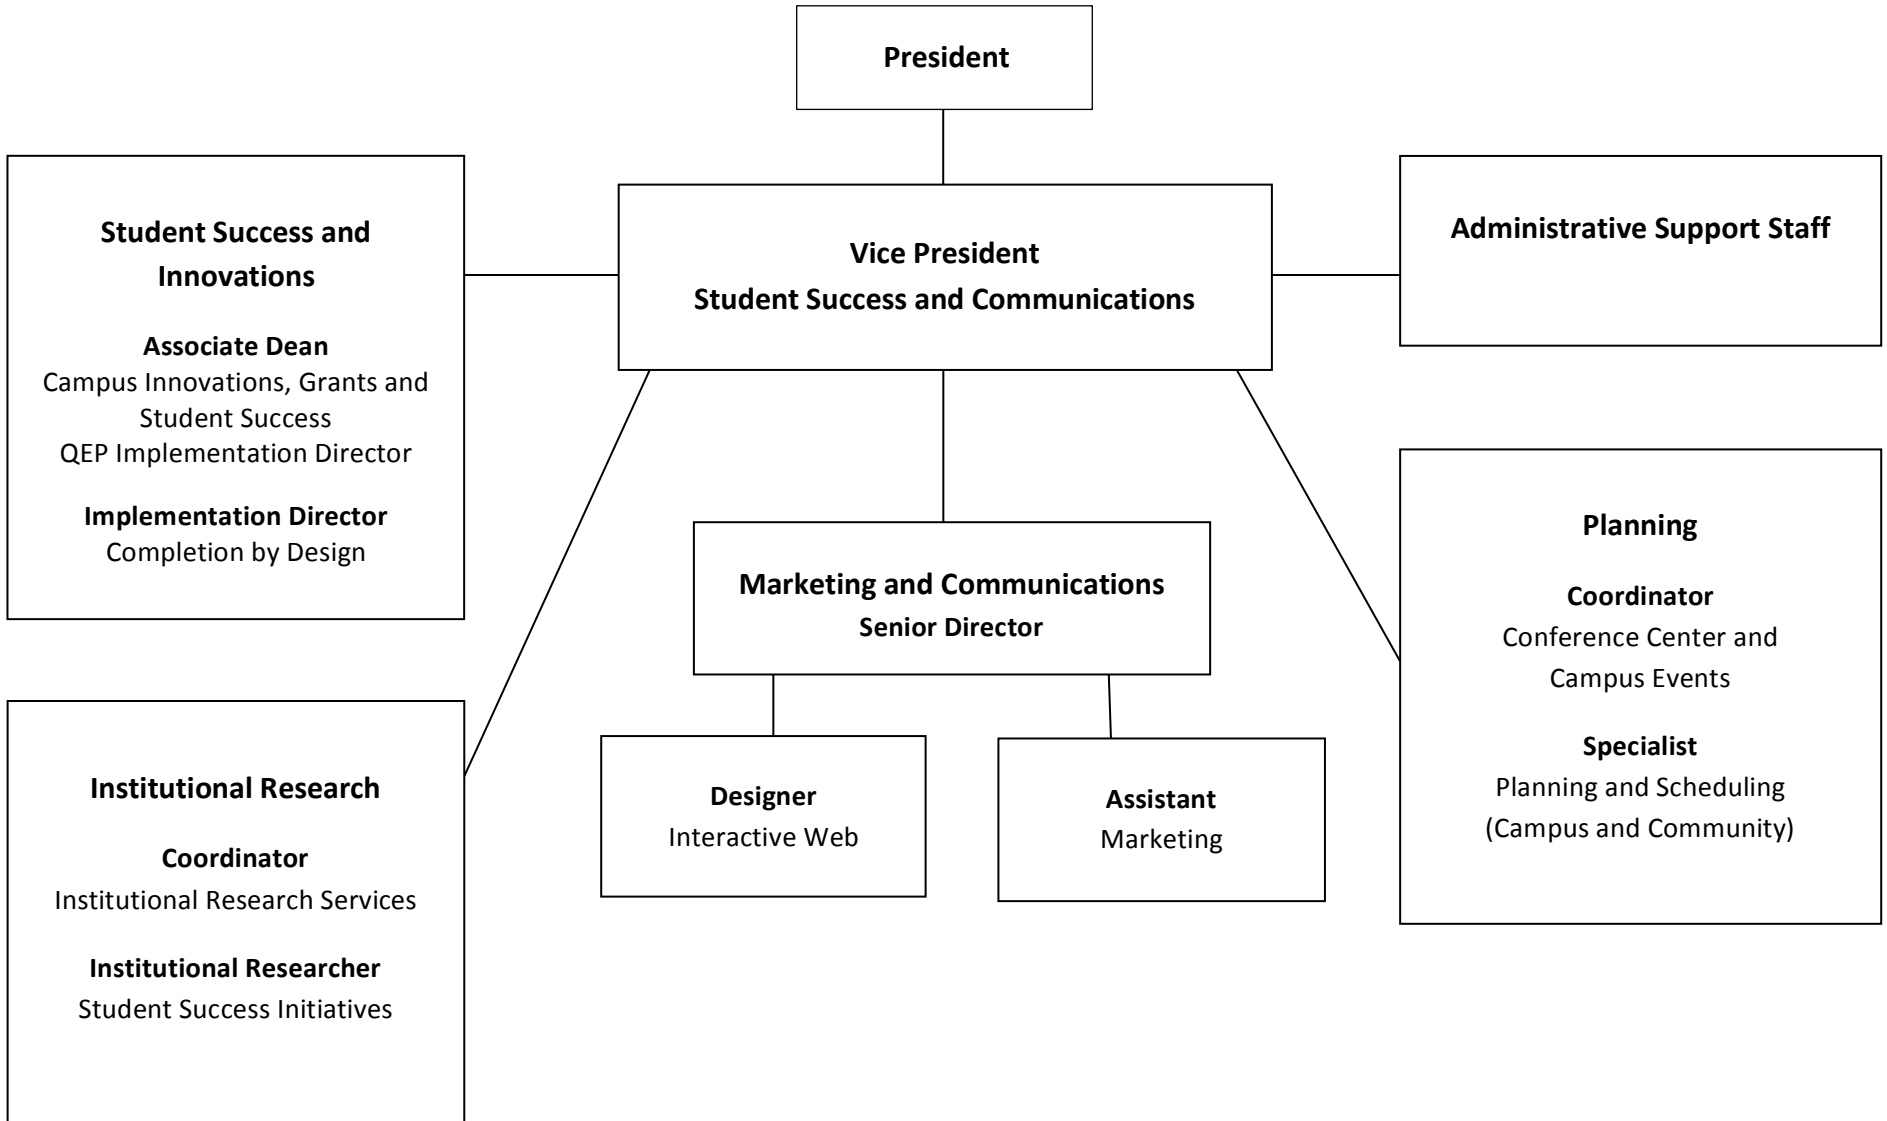 President
Student Success and
Innovations
Associate Dean
Campus Innovations, Grants and
Student Success
QEP Implementation Director
Implementation Director
Completion by Design
Vice President
Student Success and Communications
Administrative Support Staff
Marketing and Communications
Senior Director
Designer
Interactive Web
Assistant
Marketing
Planning
Coordinator
Conference Center and
Campus Events
Specialist
Planning and Scheduling
(Campus and Community)
Institutional Research
Coordinator
Institutional Research Services
Institutional Researcher
Student Success Initiatives